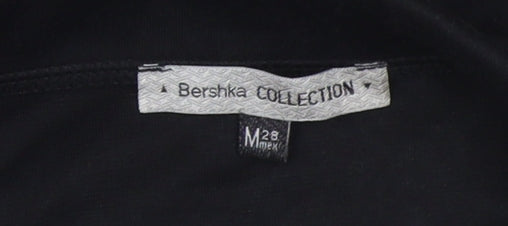 ▲ Bershka COLLECTION ▼
M 28
mex